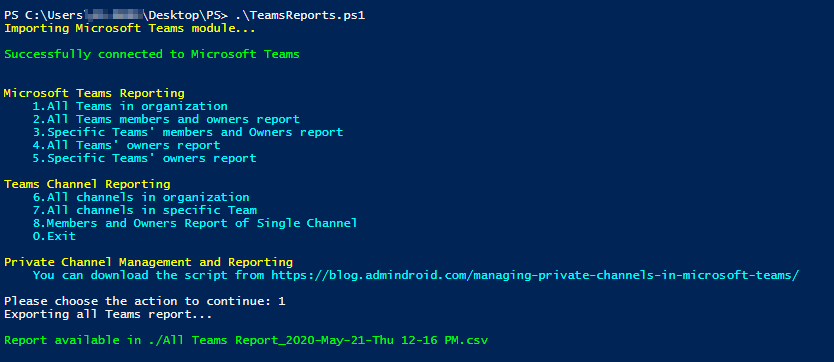 PS C:\Users\ \Desktop\PS> .\TeamsReports.ps1
Importing Microsoft Teams module...
Successfully connected to Microsoft Teams
Microsoft Teams Reporting
1.All Teams in organization
2.All Teams members and owners report
3.Specific Teams' members and Owners report
4.All Teams' owners report
5.Specific Teams' owners report
Teams Channel Reporting
6.All channels in organization
7.All channels in specific Team
8.Members and Owners Report of Single Channel
0.Exit
Private Channel Management and Reporting
You can download the script from https://blog.admindroid.com/managing-private-channels-in-microsoft-teams/
Please choose the action to continue: 1
Exporting all Teams report...
Report available in ./All Teams Report_2020-May-21-Thu 12-16 PM.csv